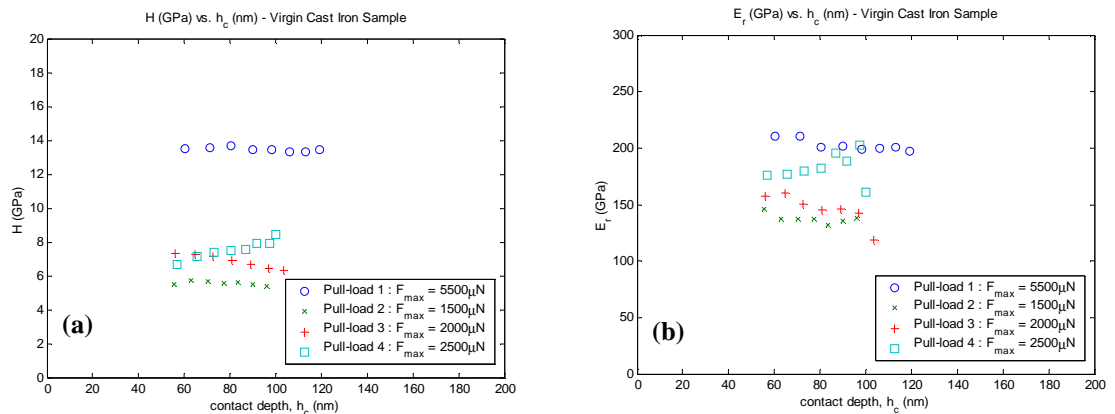 H (GPa) vs. h_c (nm) - Virgin Cast Iron Sample
20
18
16
14
12
10
8
6
4
2
0
H (GPa)
(a)
Pull-load 1 : F_max = 5500μN
Pull-load 2 : F_max = 1500μN
Pull-load 3 : F_max = 2000μN
Pull-load 4 : F_max = 2500μN
0 20 40 60 80 100 120 140 160 180 200
contact depth, h_c (nm)
E_r (GPa) vs. h_c (nm) - Virgin Cast Iron Sample
300
250
200
150
100
50
0
E_r (GPa)
(b)
Pull-load 1 : F_max = 5500μN
Pull-load 2 : F_max = 1500μN
Pull-load 3 : F_max = 2000μN
Pull-load 4 : F_max = 2500μN
0 20 40 60 80 100 120 140 160 180 200
contact depth, h_c (nm)